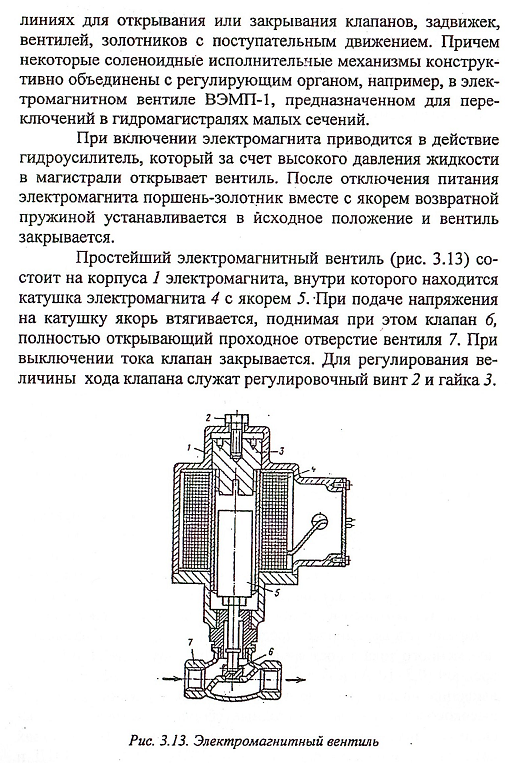 линиях для открывания или закрывания клапанов, задвижек,
вентилей, золотников с поступательным движением. Причем
некоторые соленоидные исполнительные механизмы конструк-
тивно объединены с регулирующим органом, например, в элек-
тромагнитном вентиле ВЭМП-1, предназначенном для пере-
ключений в гидромагистралях малых сечений.
При включении электромагнита приводится в действие
гидроусилитель, который за счет высокого давления жидкости
в магистрали открывает вентиль. После отключения питания
электромагнита поршень-золотник вместе с якорем возвратной
пружиной устанавливается в исходное положение и вентиль
закрывается.
Простейший электромагнитный вентиль (рис. 3.13) со-
стоит на корпуса 1 электромагнита, внутри которого находится
катушка электромагнита 4 с якорем 5. При подаче напряжения
на катушку якорь втягивается, поднимая при этом клапан 6,
полностью открывающий проходное отверстие вентиля 7. При
выключении тока клапан закрывается. Для регулирования ве-
личины хода клапана служат регулировочный винт 2 и гайка 3.
2
1
3
4
5
7
6
Рис. 3.13. Электромагнитный вентиль